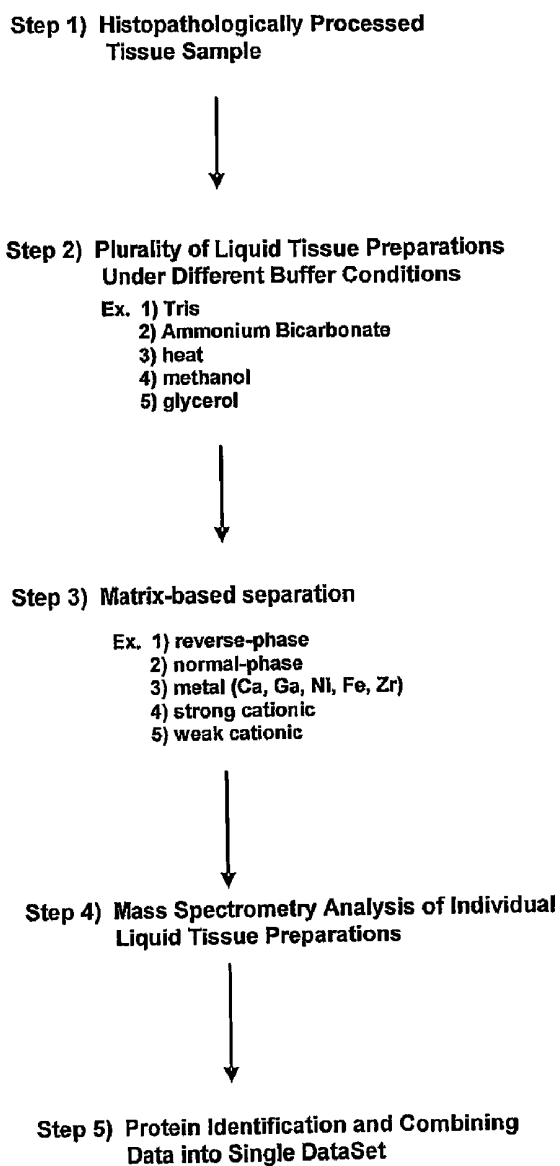 Step 1) Histopathologically Processed
Tissue Sample
Step 2) Plurality of Liquid Tissue Preparations
Under Different Buffer Conditions
Ex. 1) Tris
2) Ammonium Bicarbonate
3) heat
4) methanol
5) glycerol
Step 3) Matrix-based separation
Ex. 1) reverse-phase
2) normal-phase
3) metal (Ca, Ga, Ni, Fe, Zr)
4) strong cationic
5) weak cationic
Step 4) Mass Spectrometry Analysis of Individual
Liquid Tissue Preparations
Step 5) Protein Identification and Combining
Data into Single DataSet